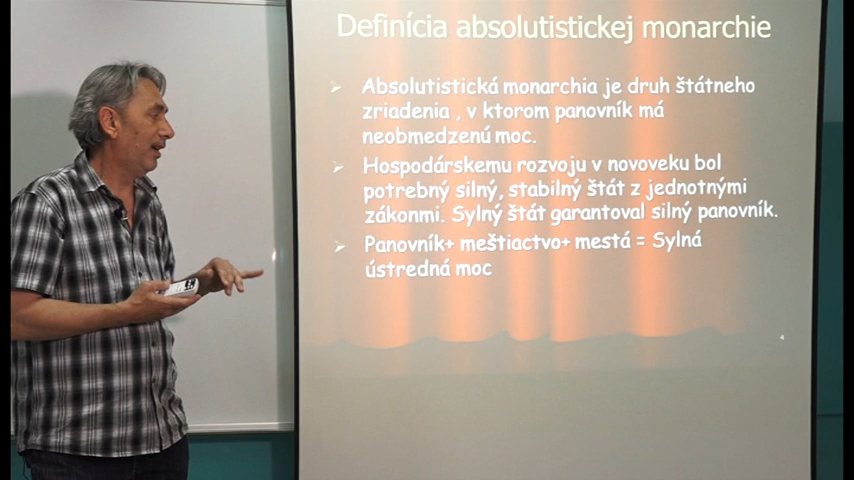 Definícia absolutistickej monarchie
Absolutistická monarchia je druh štátneho
zriadenia , v ktorom panovník má
neobmedzenú moc.
Hospodárskemu rozvoju v novoveku bol
potrebný silný, stabilný štát z jednotnými
zákonmi. Sylný štát garantoval silný panovník.
Panovník+ meštiactvo+ mestá = Sylná
ústredná moc